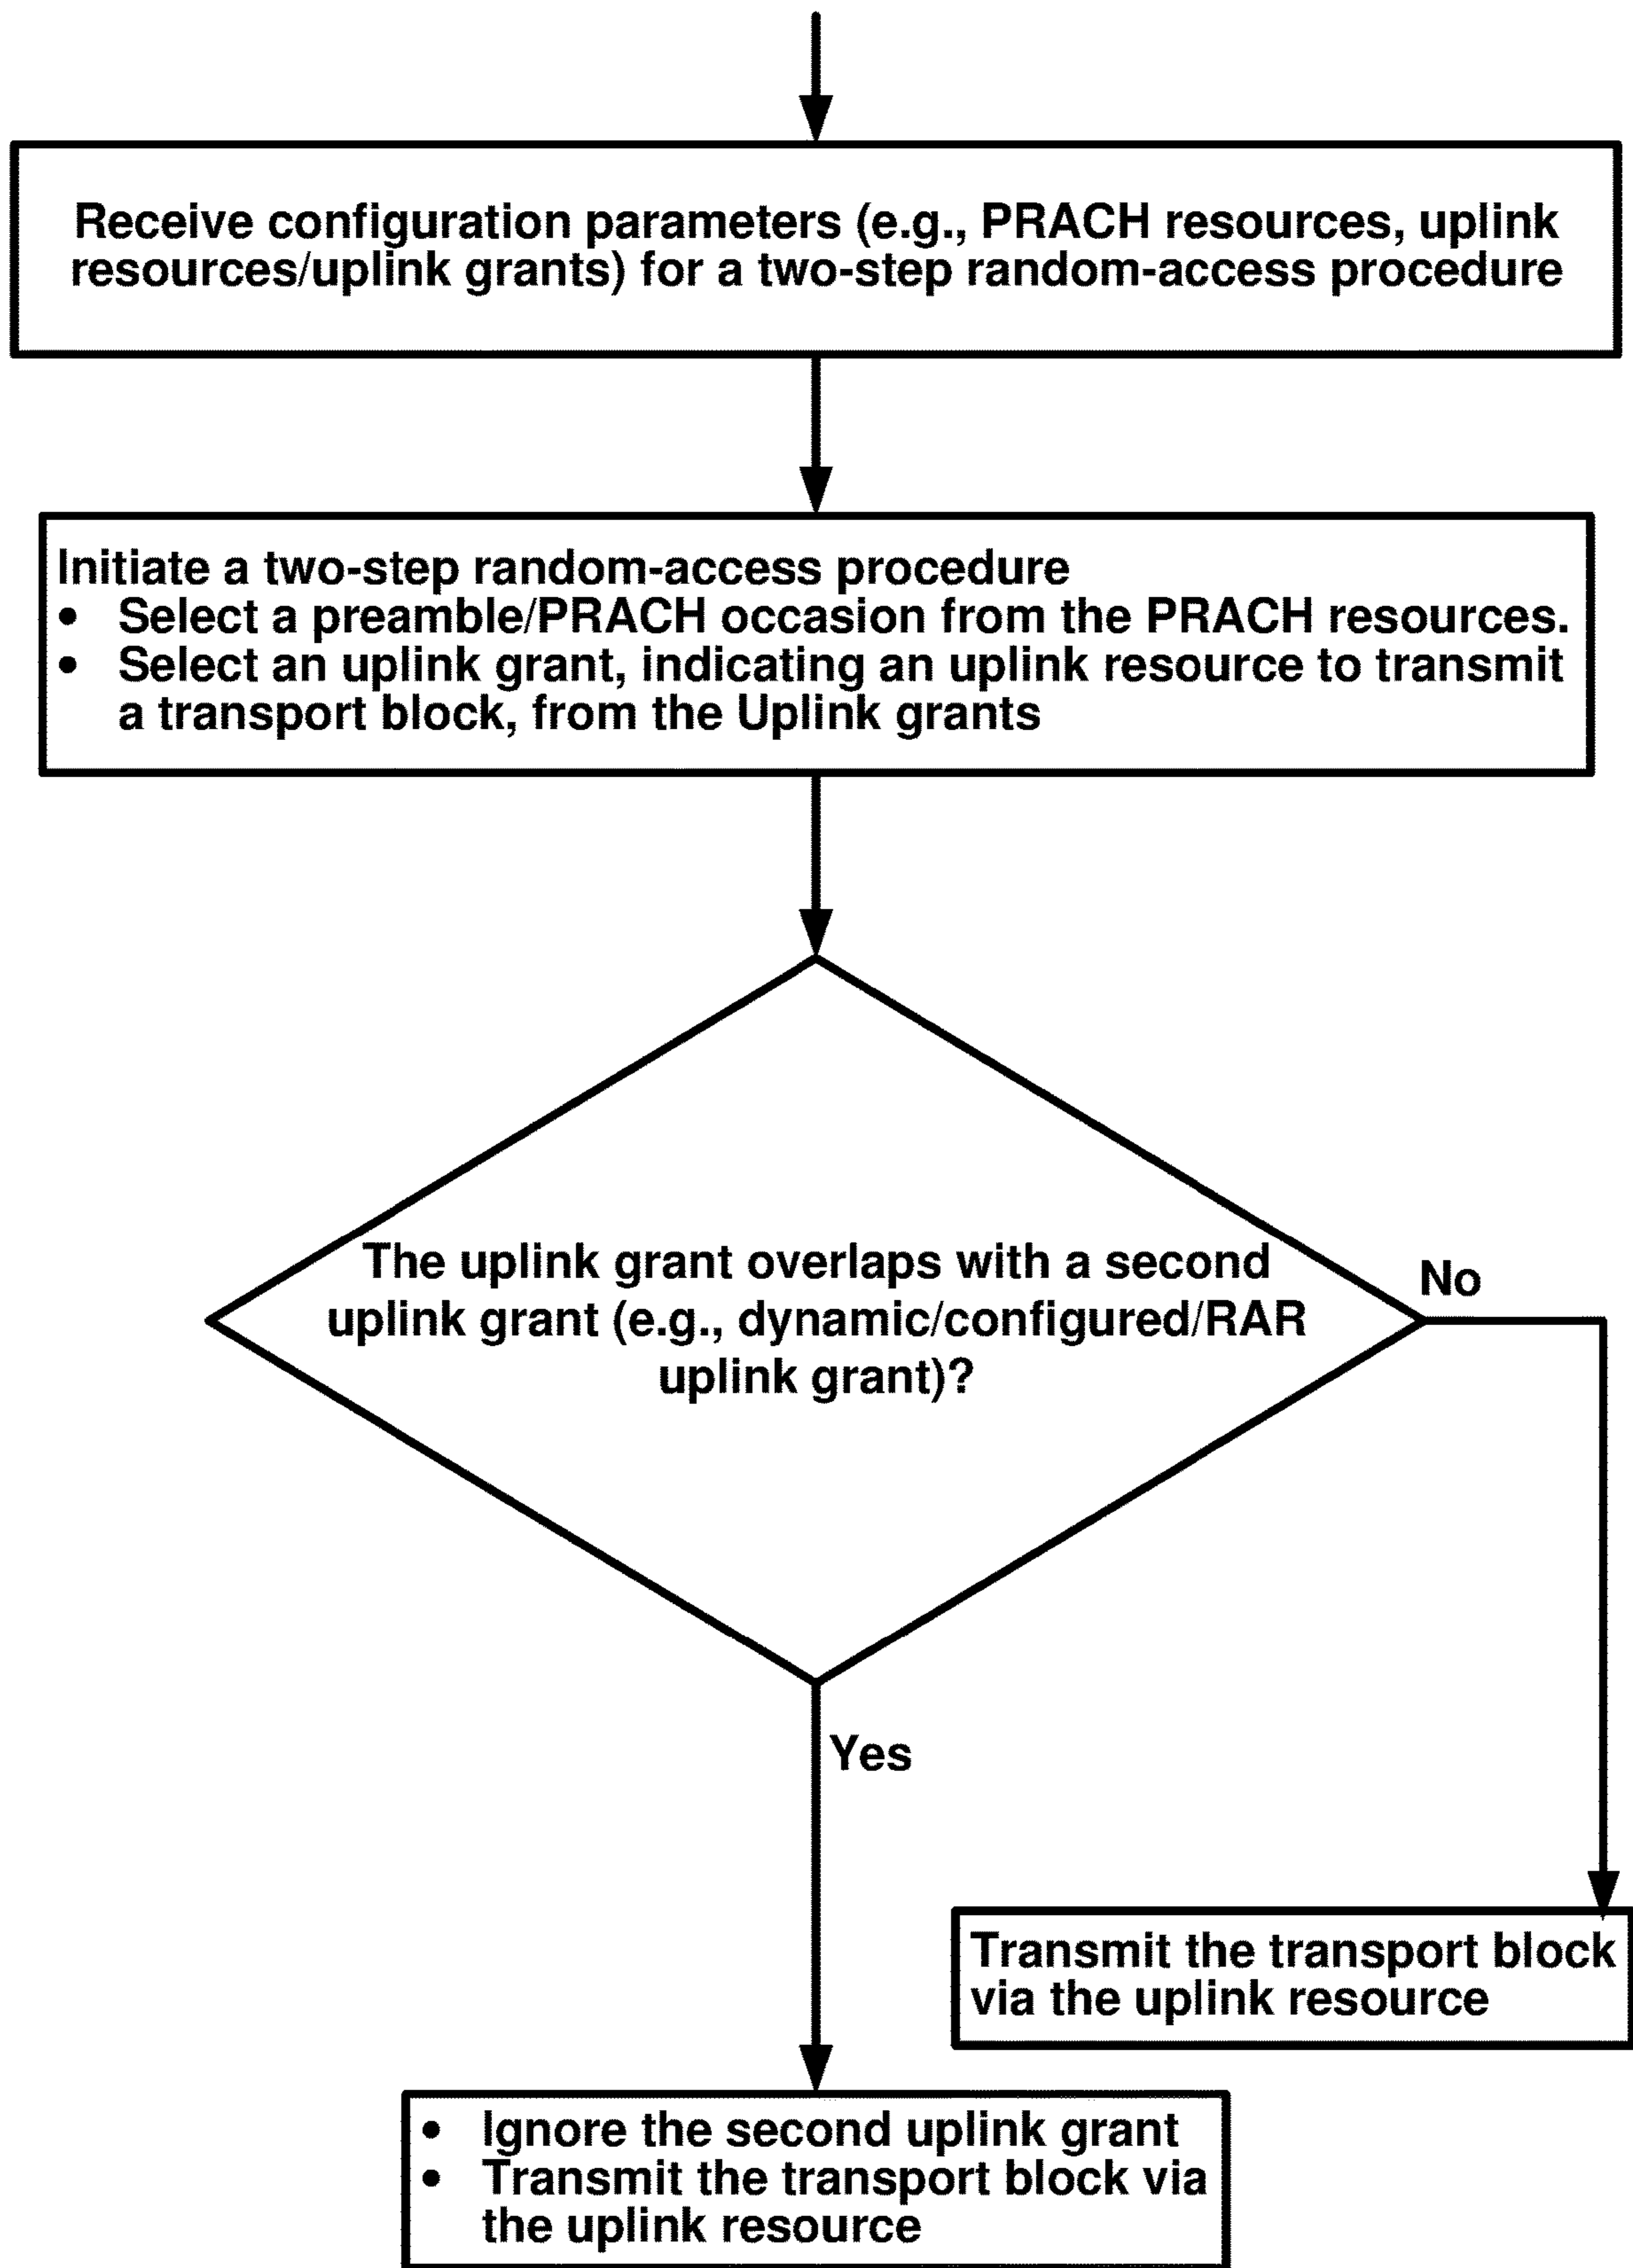 Receive configuration parameters (e.g., PRACH resources, uplink
resources/uplink grants) for a two-step random-access procedure
Initiate a two-step random-access procedure
• Select a preamble/PRACH occasion from the PRACH resources.
• Select an uplink grant, indicating an uplink resource to transmit
a transport block, from the Uplink grants
The uplink grant overlaps with a second
uplink grant (e.g., dynamic/configured/RAR
uplink grant)?
No
Yes
Transmit the transport block
via the uplink resource
• Ignore the second uplink grant
• Transmit the transport block via
the uplink resource